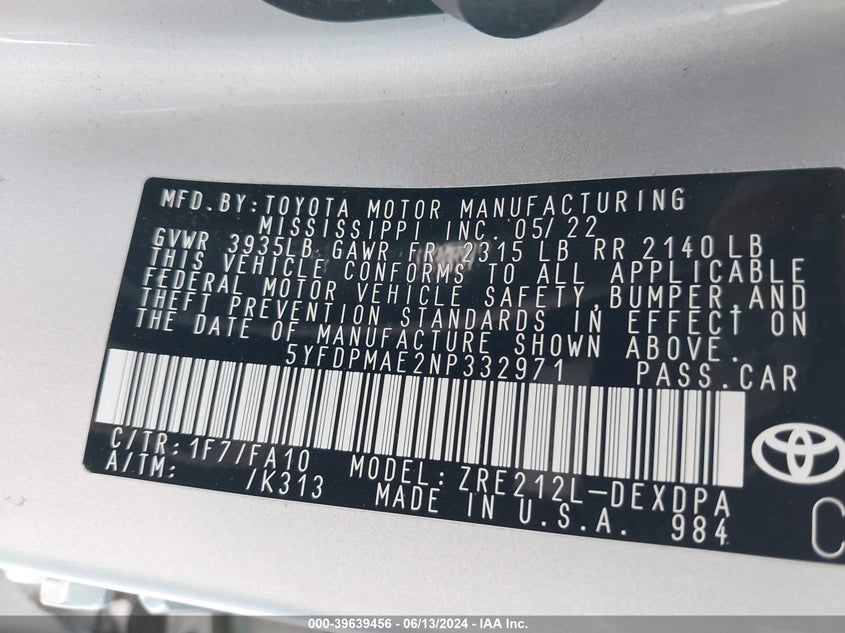 MFD. BY: TOYOTA MOTOR MANUFACTURING
MISSISSIPPI INC. 05/22
GVWR 3935LB GAWR FR 2315 LB RR 2140 LB
THIS VEHICLE CONFORMS TO ALL APPLICABLE
FEDERAL MOTOR VEHICLE SAFETY, BUMPER, AND
THEFT PREVENTION STANDARDS IN EFFECT ON
THE DATE OF MANUFACTURE SHOWN ABOVE.
5YFDPMAE2NP332971 PASS. CAR
C/TR: 1F7/FA10 MODEL: ZRE212L-DEXDPA
A/TM: /K313 MADE IN U.S.A. 984
C
000-39639456 - 06/13/2024 - IAA Inc.